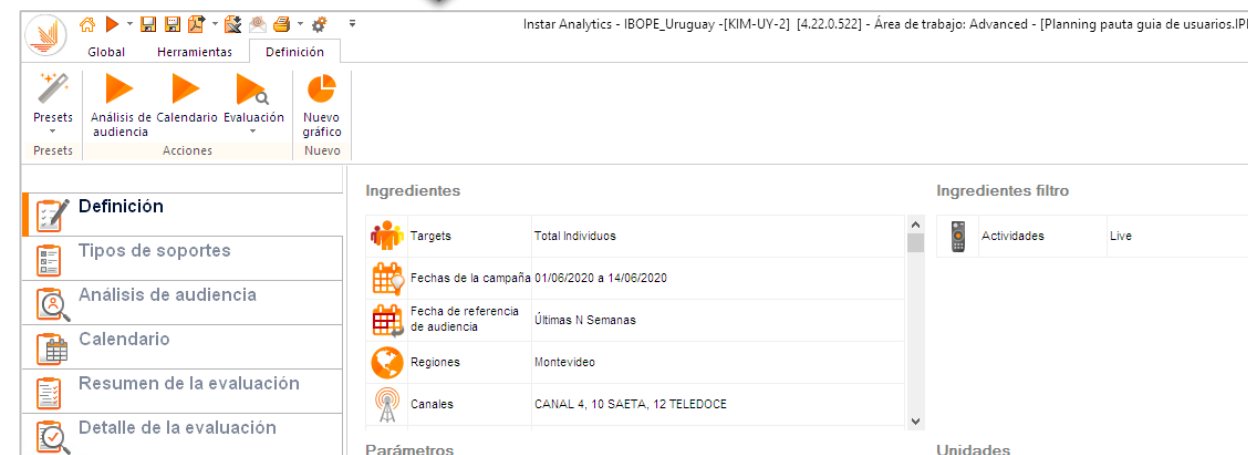 Instar Analytics - IBOPE_Uruguay -[KIM-UY-2] [4.22.0.522] - Área de trabajo: Advanced - [Planning pauta guia de usuarios.IPL
Global Herramientas Definición
Presets Análisis de audiencia Calendario Evaluación Nuevo gráfico
Presets Acciones Nuevo
Definición
Tipos de soportes
Análisis de audiencia
Calendario
Resumen de la evaluación
Detalle de la evaluación
Ingredientes
Targets Total Individuos
Fechas de la campaña 01/06/2020 a 14/06/2020
Fecha de referencia de audiencia Últimas N Semanas
Regiones Montevideo
Canales CANAL 4, 10 SAETA, 12 TELEDOCE
Parámetros
Ingredientes filtro
Actividades Live
Unidades